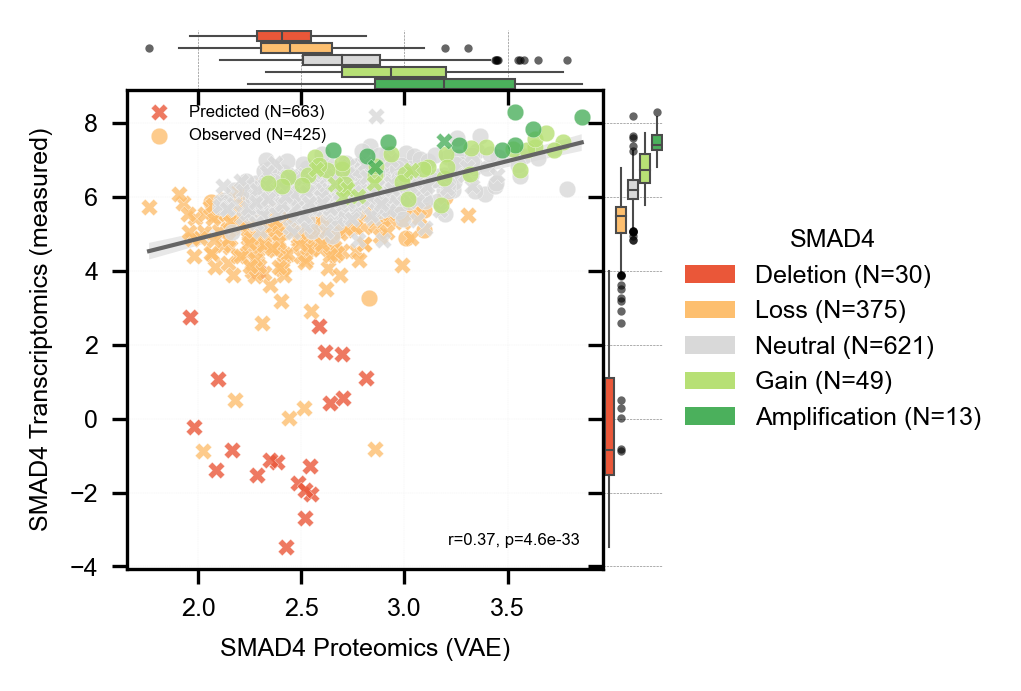 Predicted (N=663)
Observed (N=425)
8
6
4
2
0
−2
−4
SMAD4 Transcriptomics (measured)
r=0.37, p=4.6e-33
2.0 2.5 3.0 3.5
SMAD4 Proteomics (VAE)
SMAD4
Deletion (N=30)
Loss (N=375)
Neutral (N=621)
Gain (N=49)
Amplification (N=13)